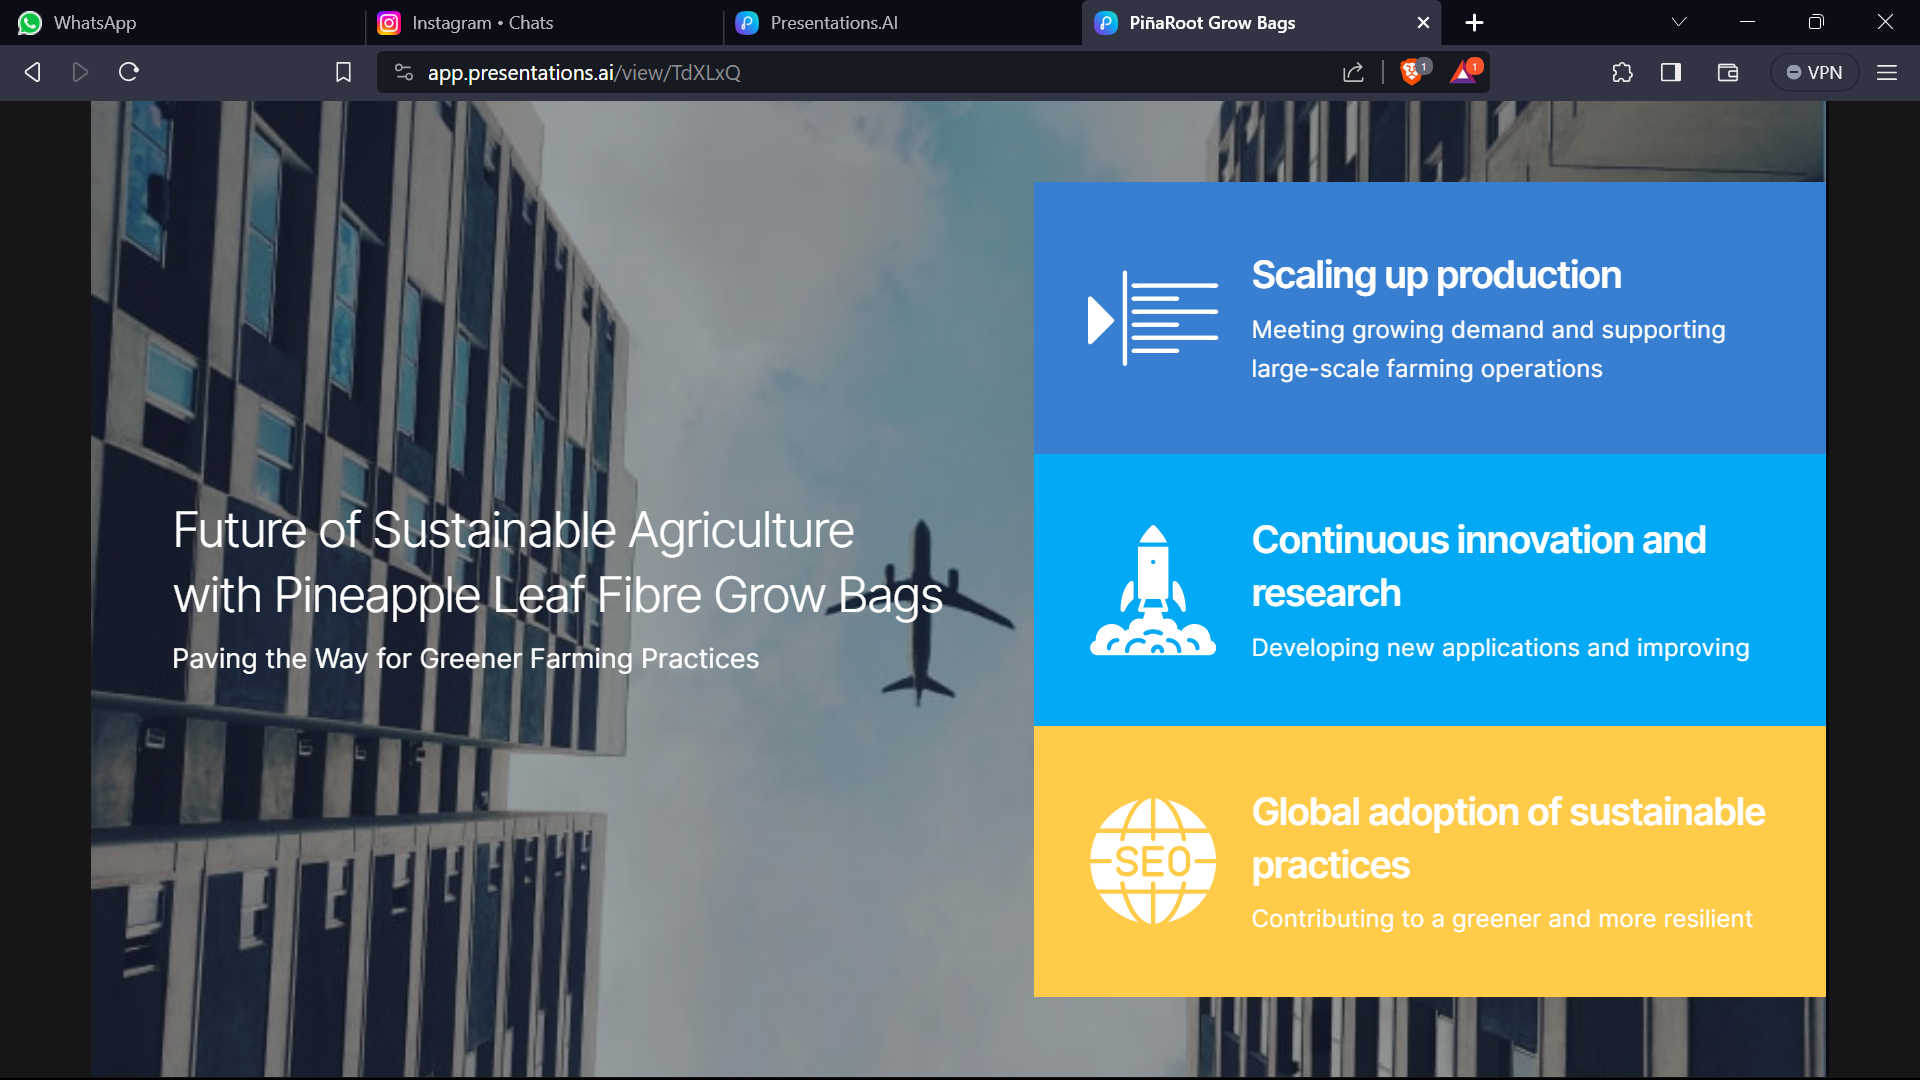 WhatsApp
Instagram • Chats
Presentations.AI
PiñaRoot Grow Bags
app.presentations.ai/view/TdXLxQ
1
1
VPN
Future of Sustainable Agriculture
with Pineapple Leaf Fibre Grow Bags
Paving the Way for Greener Farming Practices
Scaling up production
Meeting growing demand and supporting
large-scale farming operations
Continuous innovation and
research
Developing new applications and improving
SEO
Global adoption of sustainable
practices
Contributing to a greener and more resilient